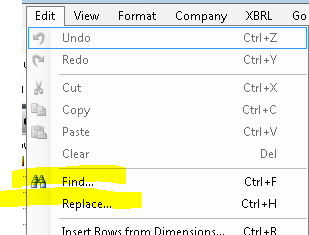 Edit View Format Company XBRL Go
Undo Ctrl+Z
Redo Ctrl+Y
Cut Ctrl+X
Copy Ctrl+C
Paste Ctrl+V
Clear Del
Find... Ctrl+F
Replace... Ctrl+H
Insert Rows from Dimensions... Ctrl+R